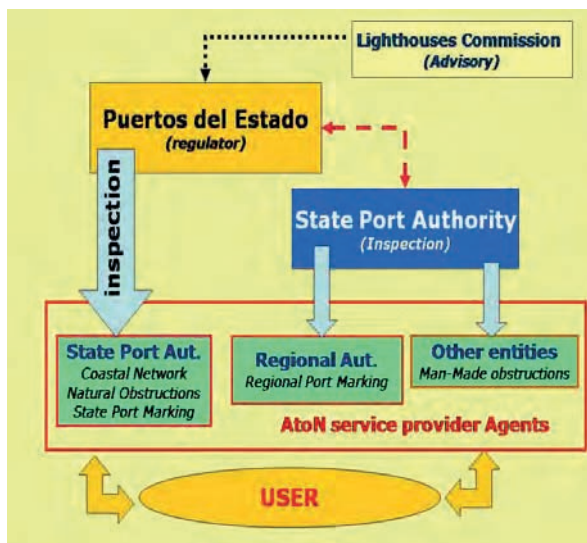 Lighthouses Commission
(Advisory)
Puertos del Estado
(regulator)
inspection
State Port Authority
(Inspection)
State Port Aut.
Coastal Network
Natural Obstructions
State Port Marking
Regional Aut.
Regional Port Marking
Other entities
Man-Made obstructions
AtoN service provider Agents
USER